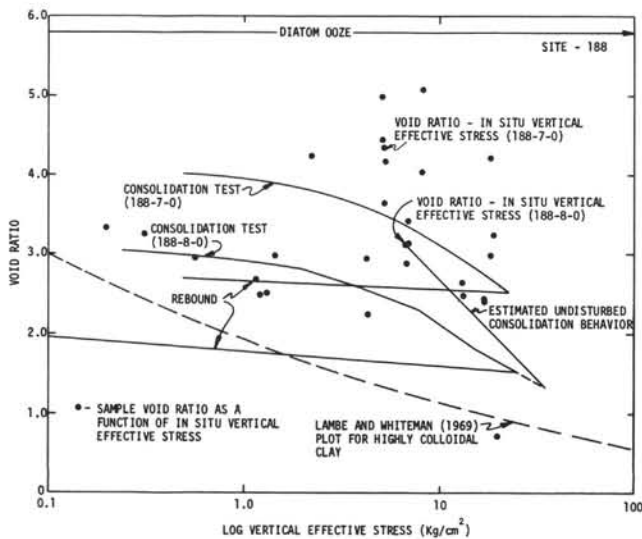 DIATOM OOZE
SITE - 188
6.0
5.0
4.0
3.0
2.0
1.0
0
VOID RATIO
VOID RATIO - IN SITU VERTICAL
EFFECTIVE STRESS (188-7-0)
CONSOLIDATION TEST
(188-7-0)
VOID RATIO - IN SITU VERTICAL
EFFECTIVE STRESS (188-8-0)
CONSOLIDATION TEST
(188-8-0)
REBOUND
ESTIMATED UNDISTURBED
CONSOLIDATION BEHAVIOR
- SAMPLE VOID RATIO AS A
FUNCTION OF IN SITU VERTICAL
EFFECTIVE STRESS
LAMBE AND WHITEMAN (1969)
PLOT FOR HIGHLY COLLOIDAL
CLAY
0.1
1.0
10
100
LOG VERTICAL EFFECTIVE STRESS (Kg/cm²)